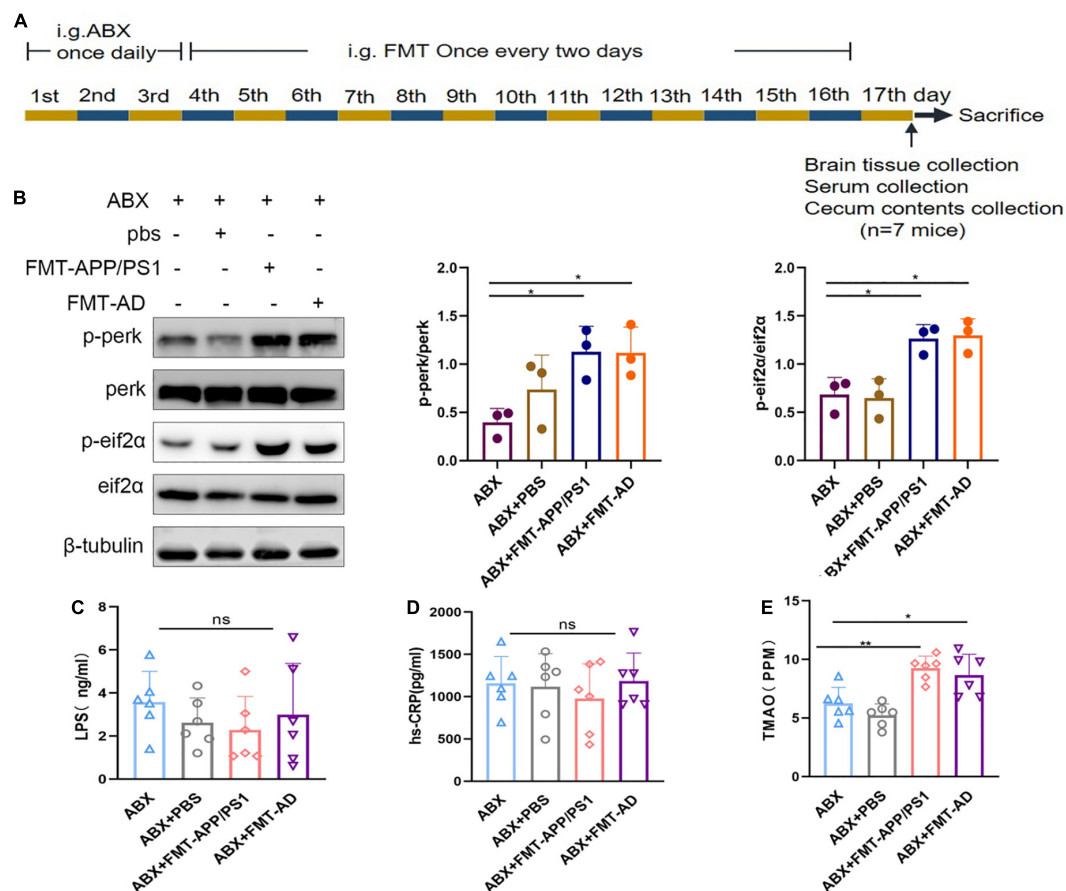 A
i.g.ABX
once daily
i.g. FMT Once every two days
1st 2nd 3rd 4th 5th 6th 7th 8th 9th 10th 11th 12th 13th 14th 15th 16th 17th day
Sacrifice
Brain tissue collection
Serum collection
Cecum contents collection
(n=7 mice)
B
ABX + + + +
pbs - + - -
FMT-APP/PS1 - - + -
FMT-AD - - - +
p-perk
perk
p-eif2α
eif2α
β-tubulin
p-perk/perk
2.0
1.5
1.0
0.5
0.0
*
*
ABX
ABX+PBS
ABX+FMT-APP/PS1
ABX+FMT-AD
p-eif2α/eif2α
2.0
1.5
1.0
0.5
0.0
*
*
ABX
ABX+PBS
ABX+FMT-APP/PS1
ABX+FMT-AD
C
LPS( ng/ml)
8
6
4
2
0
ns
ABX
ABX+PBS
ABX+FMT-APP/PS1
ABX+FMT-AD
D
hs-CRP(pg/ml)
2000
1500
1000
500
0
ns
ABX
ABX+PBS
ABX+FMT-APP/PS1
ABX+FMT-AD
E
TMAO( PPM)
15
10
5
0
*
**
ABX
ABX+PBS
ABX+FMT-APP/PS1
ABX+FMT-AD